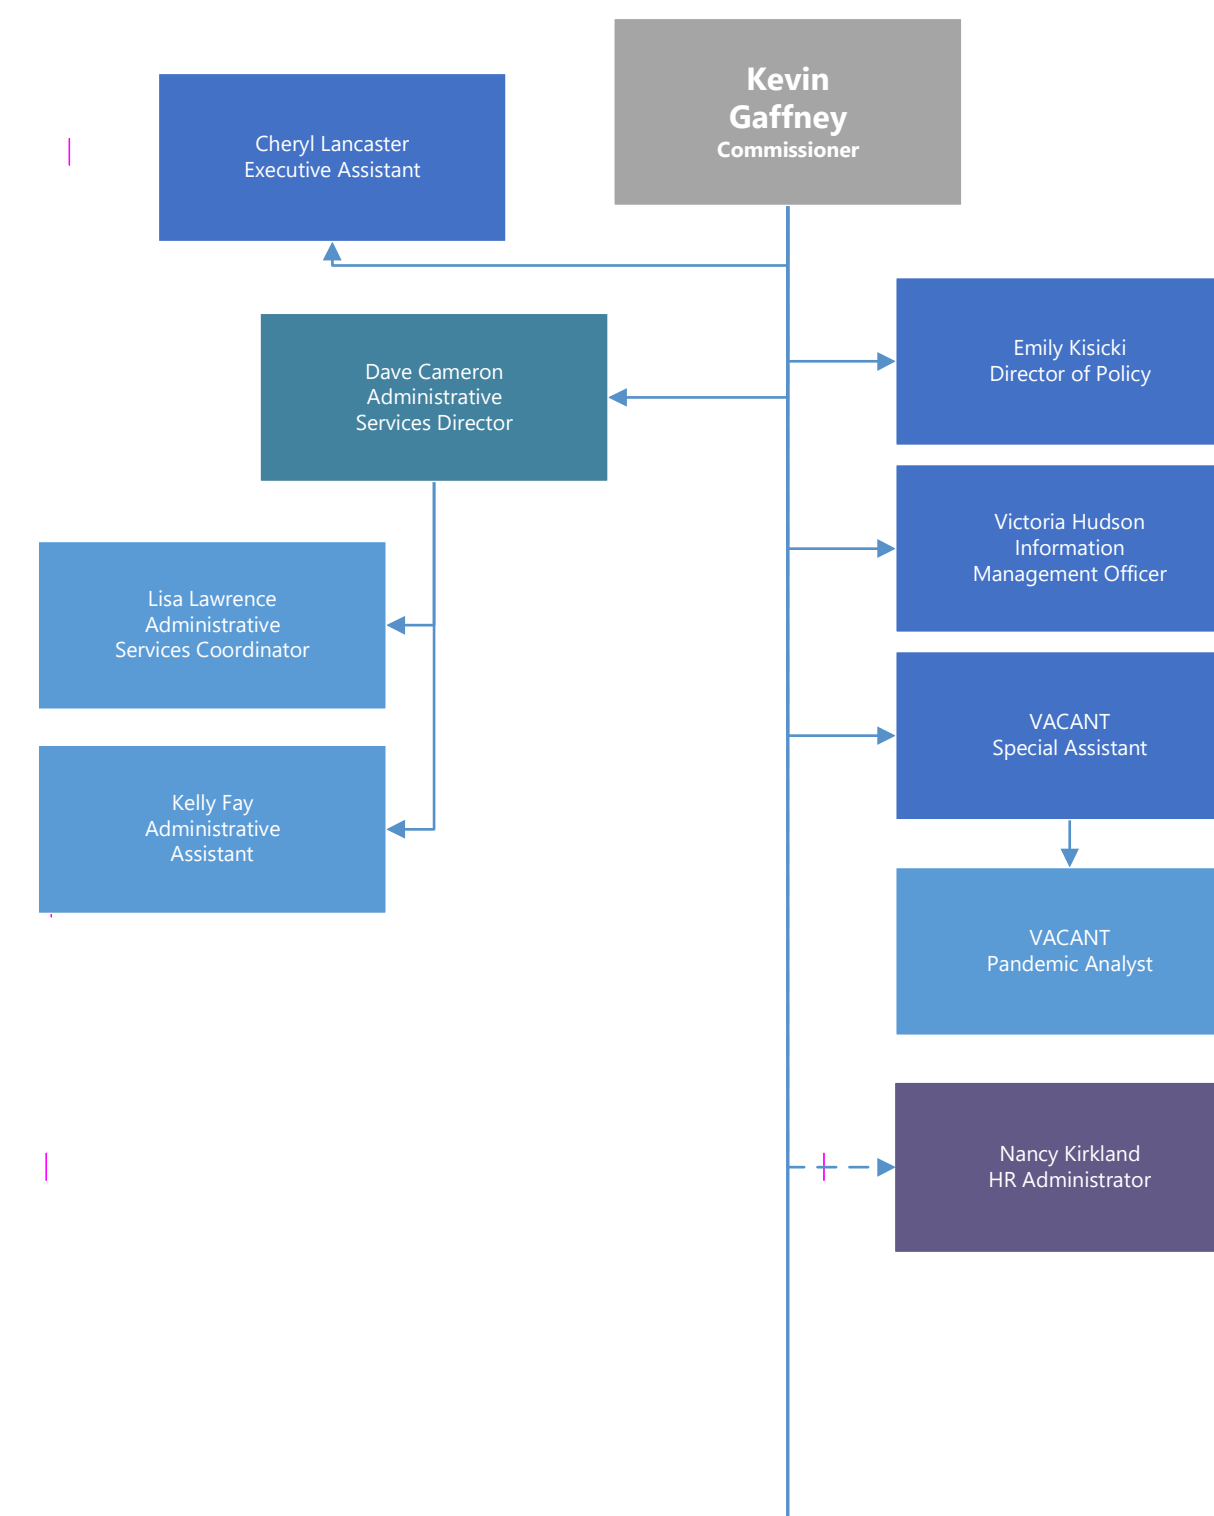 Kevin
Gaffney
Commissioner
Cheryl Lancaster
Executive Assistant
Emily Kisicki
Director of Policy
Dave Cameron
Administrative
Services Director
Victoria Hudson
Information
Management Officer
Lisa Lawrence
Administrative
Services Coordinator
VACANT
Special Assistant
Kelly Fay
Administrative
Assistant
VACANT
Pandemic Analyst
Nancy Kirkland
HR Administrator